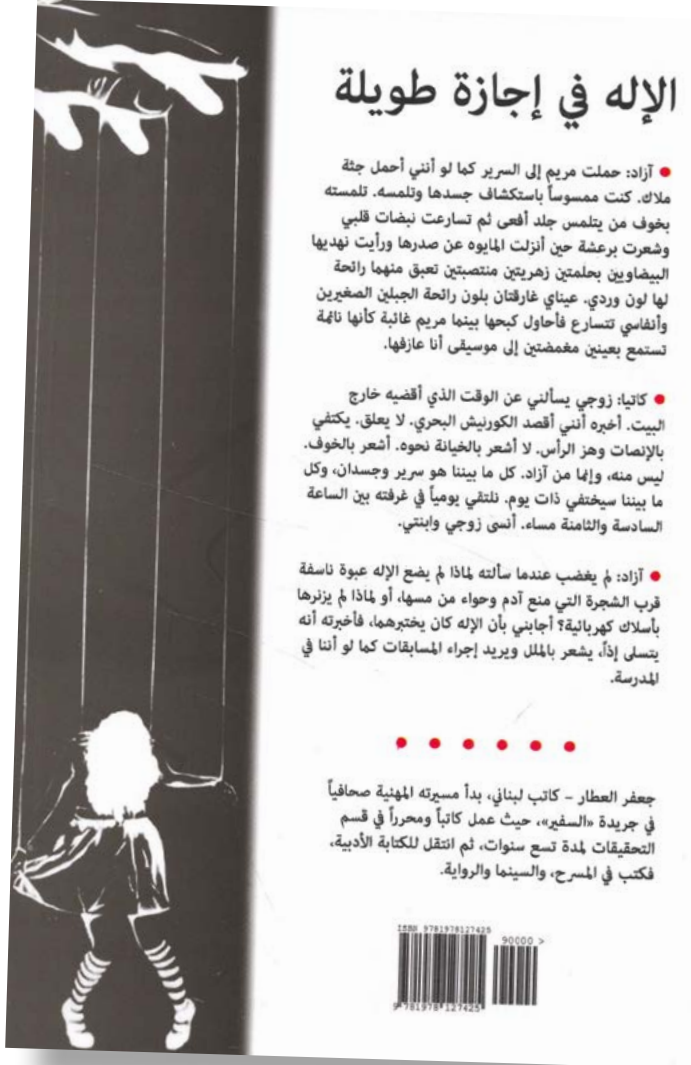 الإله في إجازة طويلة
● آزاد: حملت مريم إلى السرير كما لو أنني أحمل جثة
ملاك. كنت ممسوساً باستكشاف جسدها وتلمسه. تلمسته
بخوف من يتلمس جلد أفعى ثم تسارعت نبضات قلبي
وشعرت برعشة حين أنزلت المايوه عن صدرها ورأيت نهديها
البيضاويين بحلمتين زهريتين منتصبتين تعبق منهما رائحة
لها لون وردي. عيناي غارقتان بلون رائحة الجبلين الصغيرين
وأنفاسي تتسارع فأحاول كبحها بينما مريم غائبة كأنها نائمة
تستمع بعينين مغمضتين إلى موسيقى أنا عازفها.
● كاتيا: زوجي يسألني عن الوقت الذي أقضيه خارج
البيت. أخبره أنني أقصد الكورنيش البحري. لا يعلق. يكتفي
بالإنصات وهز الرأس. لا أشعر بالخيانة نحوه. أشعر بالخوف.
ليس منه، وإنما من آزاد. كل ما بيننا هو سرير وجسدان، وكل
ما بيننا سيختفي ذات يوم. نلتقي يومياً في غرفته بين الساعة
السادسة والثامنة مساء. أنسى زوجي وابنتي.
● آزاد: لم يغضب عندما سألته لماذا لم يضع الإله عبوة ناسفة
قرب الشجرة التي منع آدم وحواء من مسها، أو لماذا لم يزنرها
بأسلاك كهربائية؟ أجابني بأن الإله كان يختبرهما، فأخبرته أنه
يتسلى إذاً، يشعر بالملل ويريد إجراء المسابقات كما لو أننا في
المدرسة.
جعفر العطار – كاتب لبناني، بدأ مسيرته المهنية صحافياً
في جريدة «السفير»، حيث عمل كاتباً ومحرراً في قسم
التحقيقات لمدة تسع سنوات، ثم انتقل للكتابة الأدبية،
فكتب في المسرح، والسينما والرواية.
ISBN 9781978127425
90000 >
9 781978 127425